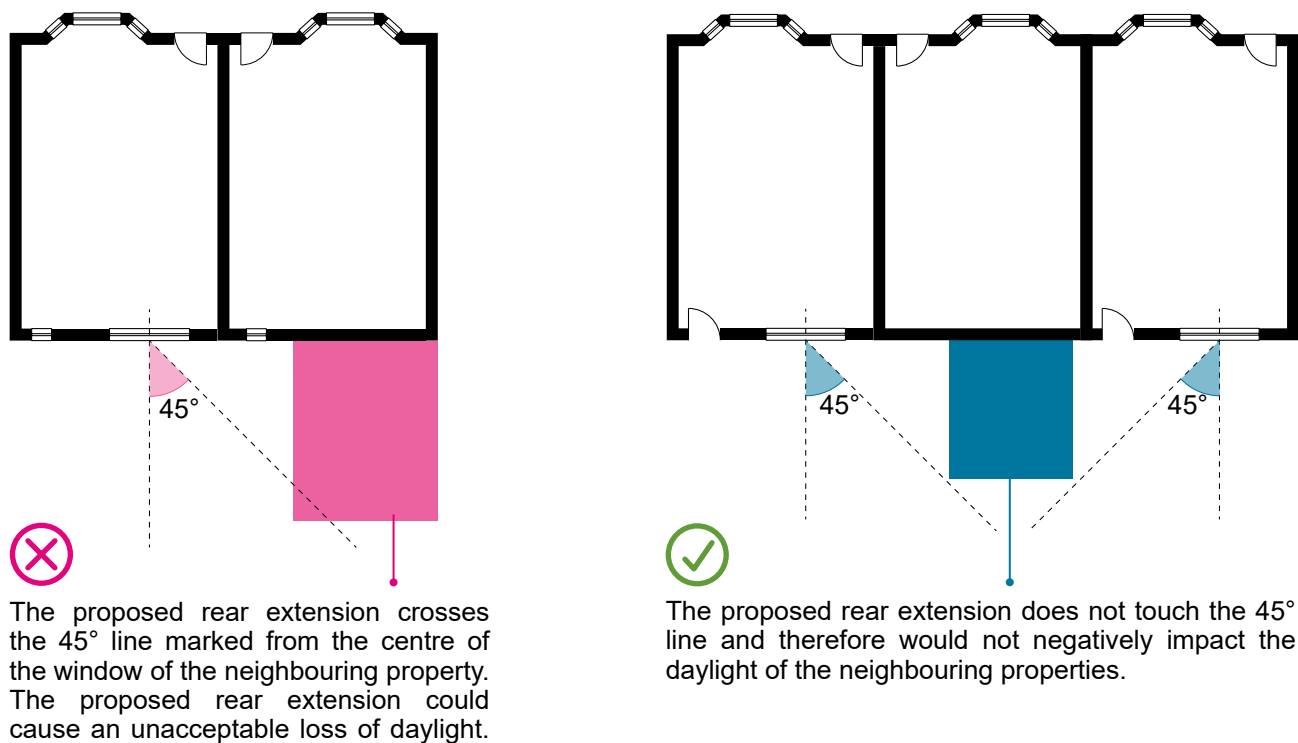 45°
The proposed rear extension crosses
the 45° line marked from the centre of
the window of the neighbouring property.
The proposed rear extension could
cause an unacceptable loss of daylight.
45°
45°
The proposed rear extension does not touch the 45°
line and therefore would not negatively impact the
daylight of the neighbouring properties.